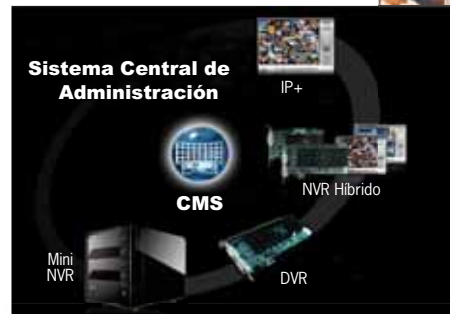 Sistema Central de
Administración
IP+
CMS
NVR Híbrido
Mini
NVR
DVR